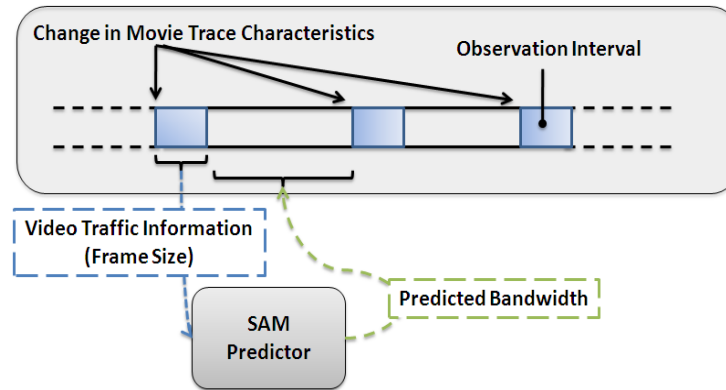 Change in Movie Trace Characteristics
Observation Interval
Video Traffic Information
(Frame Size)
Predicted Bandwidth
SAM
Predictor